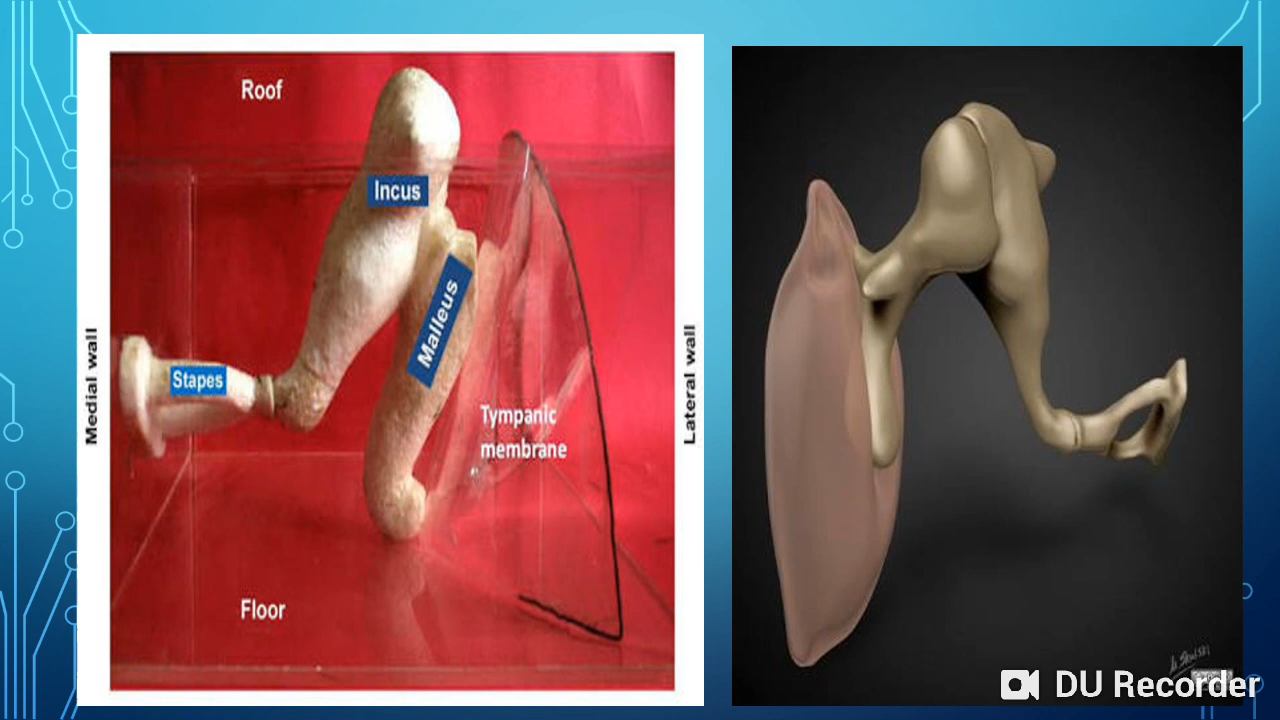 Roof
Incus
Malleus
Stapes
Tympanic
membrane
Floor
Medial wall
Lateral wall
DU Recorder